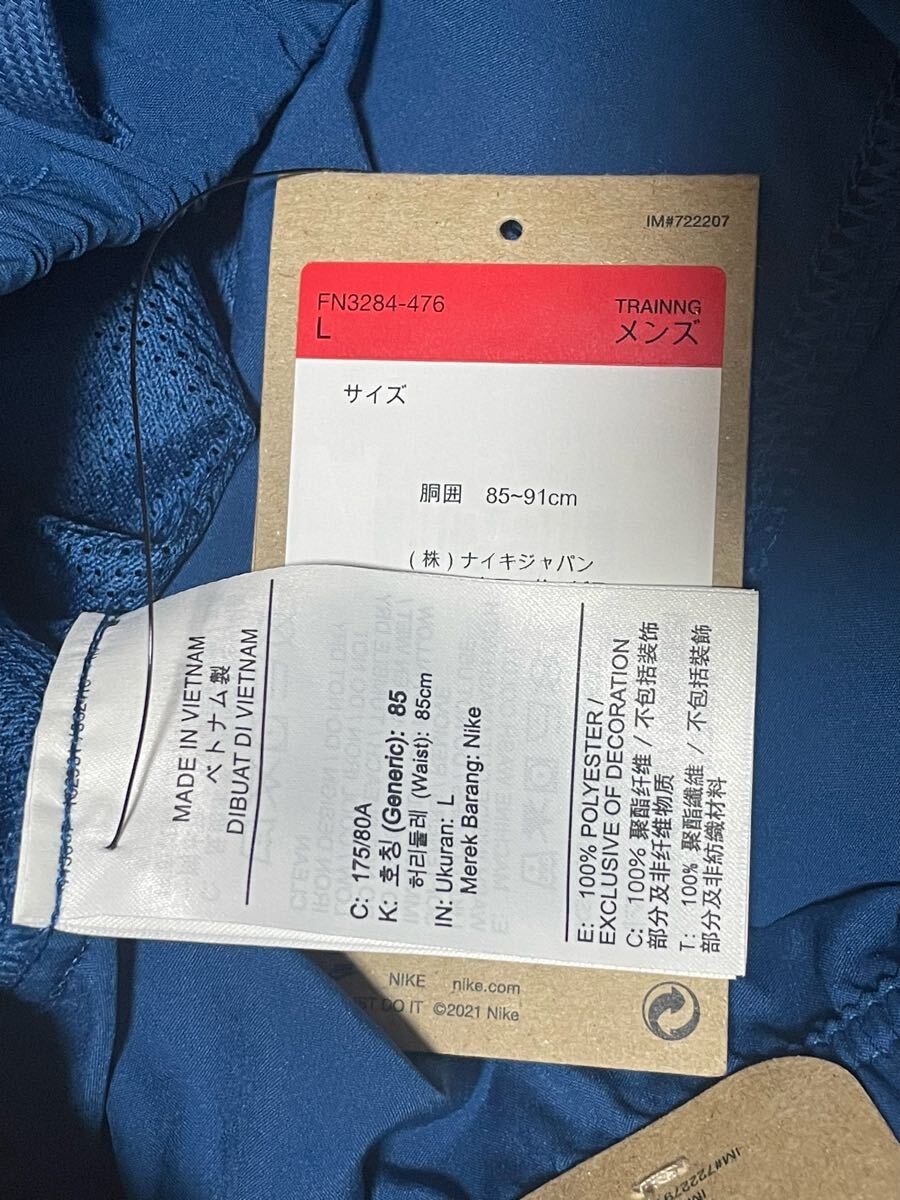 IM#722207
FN3284-476
L
TRAINNG
メンズ
サイズ
胴囲 85~91cm
(株)ナイキジャパン
MADE IN VIETNAM
ベトナム製
DIBUAT DI VIETNAM
C: 175/80A
K: 호칭 (Generic): 85
허리둘레 (Waist): 85cm
IN: Ukuran: L
Merek Barang: Nike
E: 100% POLYESTER /
EXCLUSIVE OF DECORATION
C: 100% 聚酯纤维 / 不包括装饰
部分及非纤维物质
T: 100% 聚酯纖維 / 不包括裝飾
部分及非紡織材料
NIKE nike.com
DO IT ©2021 Nike